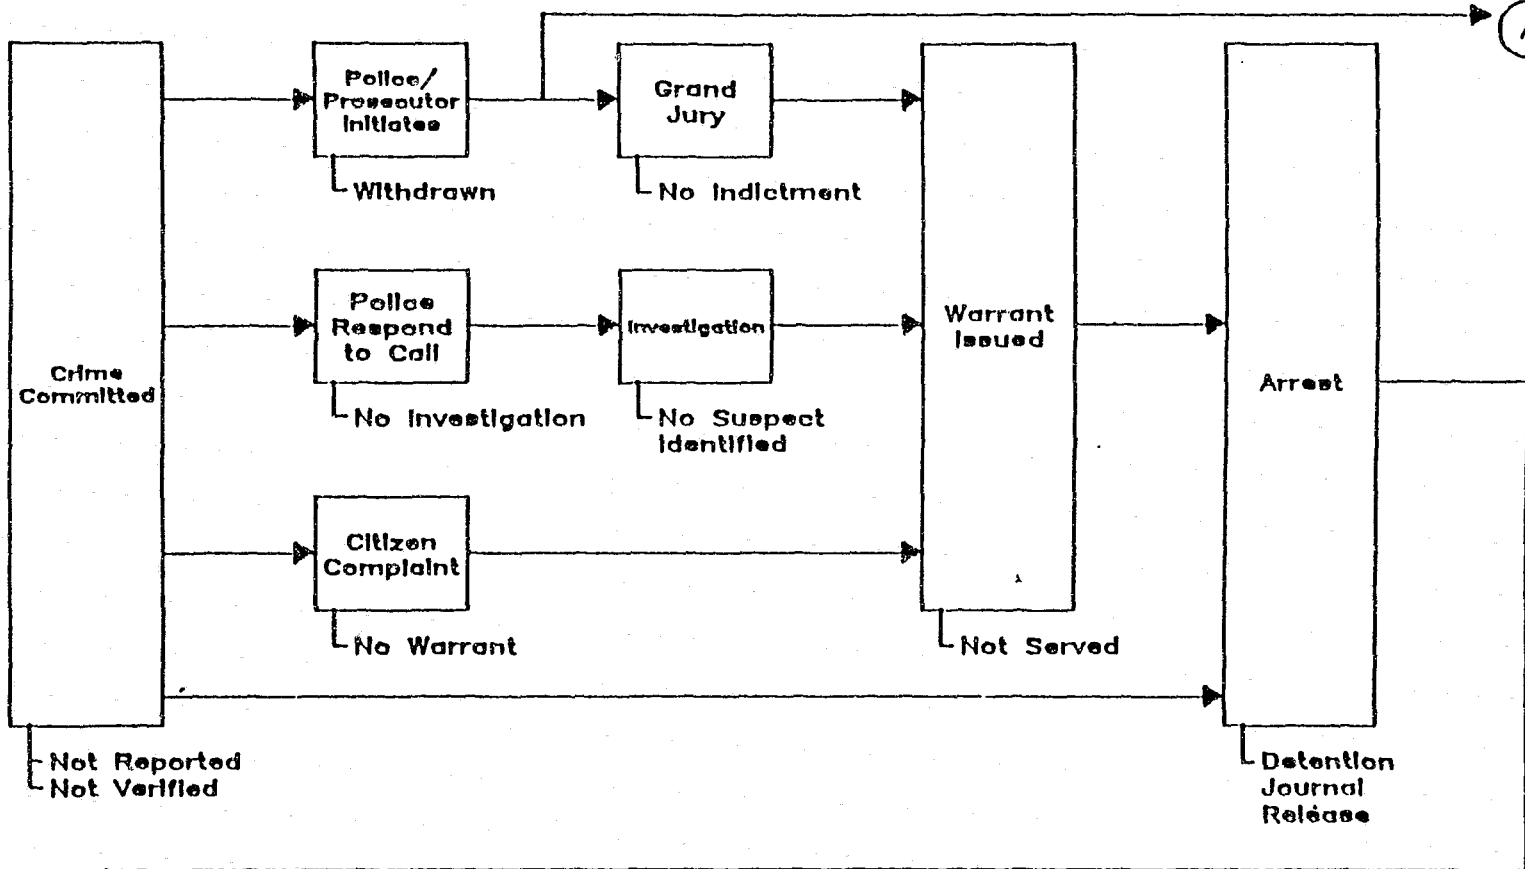 Police/
Prosecutor
Initiates
Withdrawn
Grand
Jury
No Indictment
Police
Respond
to Call
No Investigation
Investigation
No Suspect
Identified
Warrant
Issued
Crime
Committed
Arrest
Citizen
Complaint
No Warrant
Not Served
Not Reported
Not Verified
Detention
Journal
Release